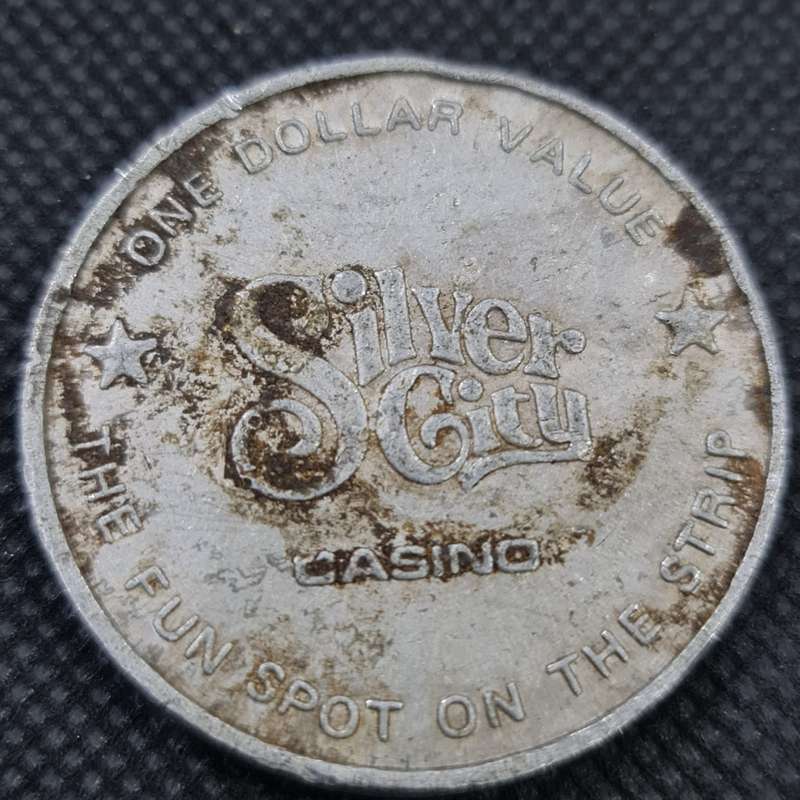 ONE DOLLAR VALUE
Silver
City
CASINO
THE FUN SPOT ON THE STRIP